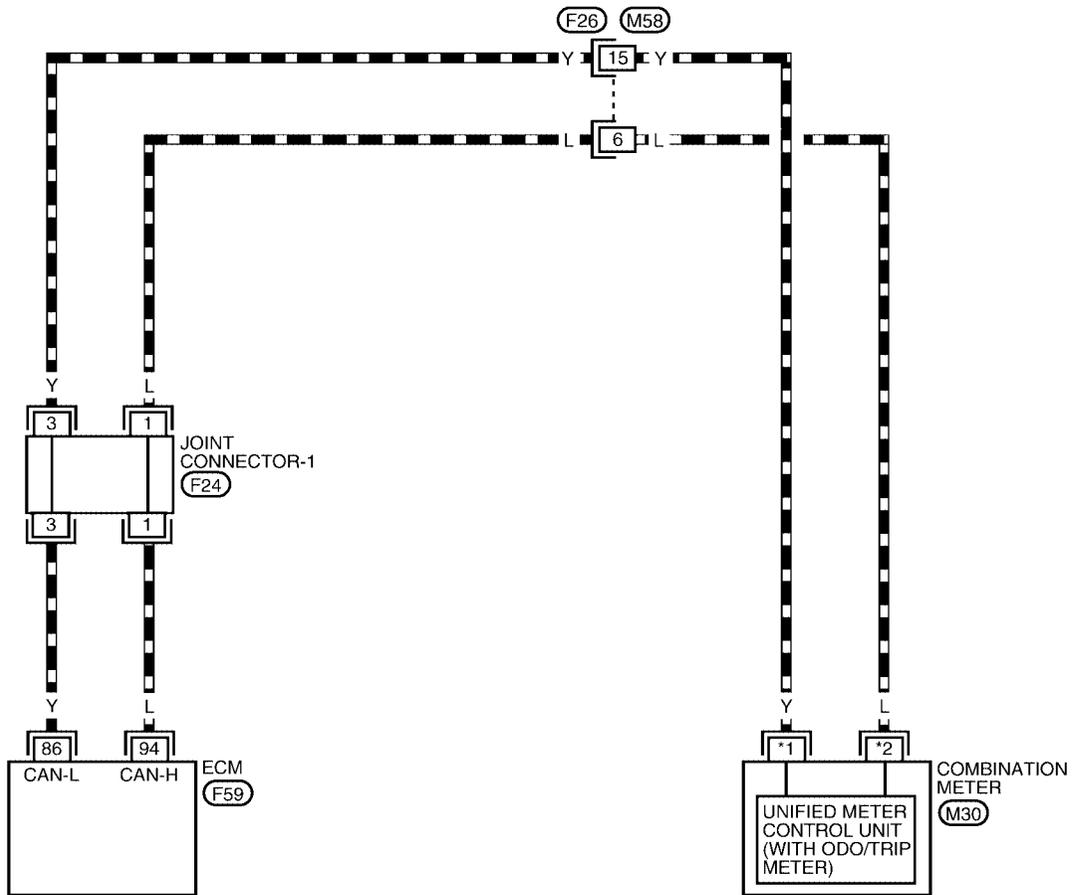 F26 M58
Y 15 Y
L 6 L
Y L
3 1
JOINT
CONNECTOR-1
F24
3 1
Y L
Y L
86 94
*1 *2
CAN-L CAN-H
ECM
F59
COMBINATION
METER
M30
UNIFIED METER
CONTROL UNIT
(WITH ODO/TRIP
METER)